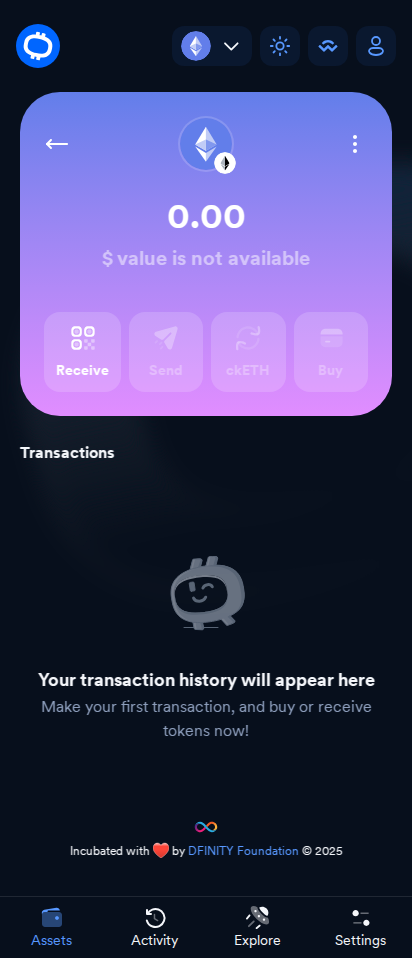 0.00
$ value is not available
Receive
Send
ckETH
Buy
Transactions
Your transaction history will appear here
Make your first transaction, and buy or receive
tokens now!
Incubated with ❤️ by DFINITY Foundation © 2025
Assets
Activity
Explore
Settings